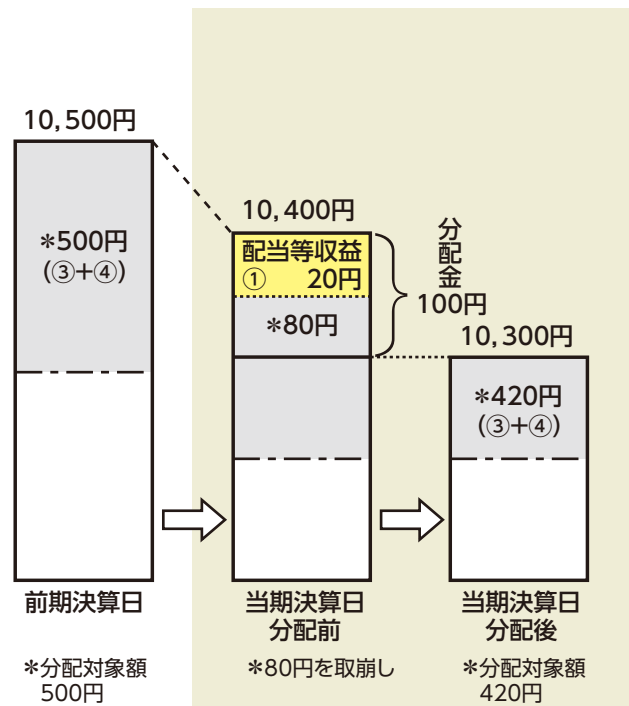 10,500円
*500円
(③+④)
前期決算日
*分配対象額
500円
10,400円
配当等収益
① 20円
*80円
分配金
100円
当期決算日
分配前
*80円を取崩し
10,300円
*420円
(③+④)
当期決算日
分配後
*分配対象額
420円